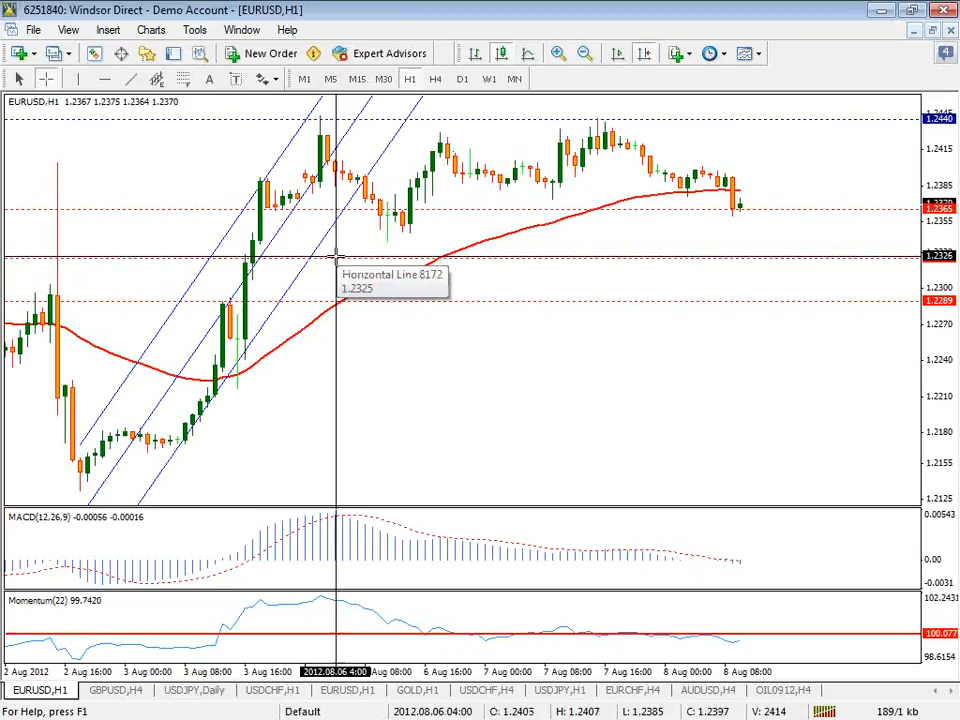 6251840: Windsor Direct - Demo Account - [EURUSD,H1]
File View Insert Charts Tools Window Help
New Order Expert Advisors 4
A T M1 M5 M15 M30 H1 H4 D1 W1 MN
EURUSD,H1 1.2367 1.2375 1.2364 1.2370
1.2440
1.2415
1.2385
1.2365
1.2355
1.2326
Horizontal Line 8172
1.2325
1.2300
1.2289
1.2270
1.2240
1.2210
1.2180
1.2155
1.2125
MACD(12,26,9) -0.00056 -0.00016
0.00543
0.00
-0.0031
Momentum(22) 99.7420
102.2431
100.077
98.6154
2 Aug 2012 2 Aug 16:00 3 Aug 00:00 3 Aug 08:00 3 Aug 16:00 2012.08.06 4:00 Aug 08:00 6 Aug 16:00 7 Aug 00:00 7 Aug 08:00 7 Aug 16:00 8 Aug 00:00 8 Aug 08:00
EURUSD,H1 GBPUSD,H4 USDJPY,Daily USDCHF,H1 EURUSD,H1 GOLD,H1 USDCHF,H4 USDJPY,H1 EURCHF,H4 AUDUSD,H4 OIL0912,H4
For Help, press F1 Default 2012.08.06 04:00 O: 1.2405 H: 1.2407 L: 1.2385 C: 1.2397 V: 2414 189/1 kb